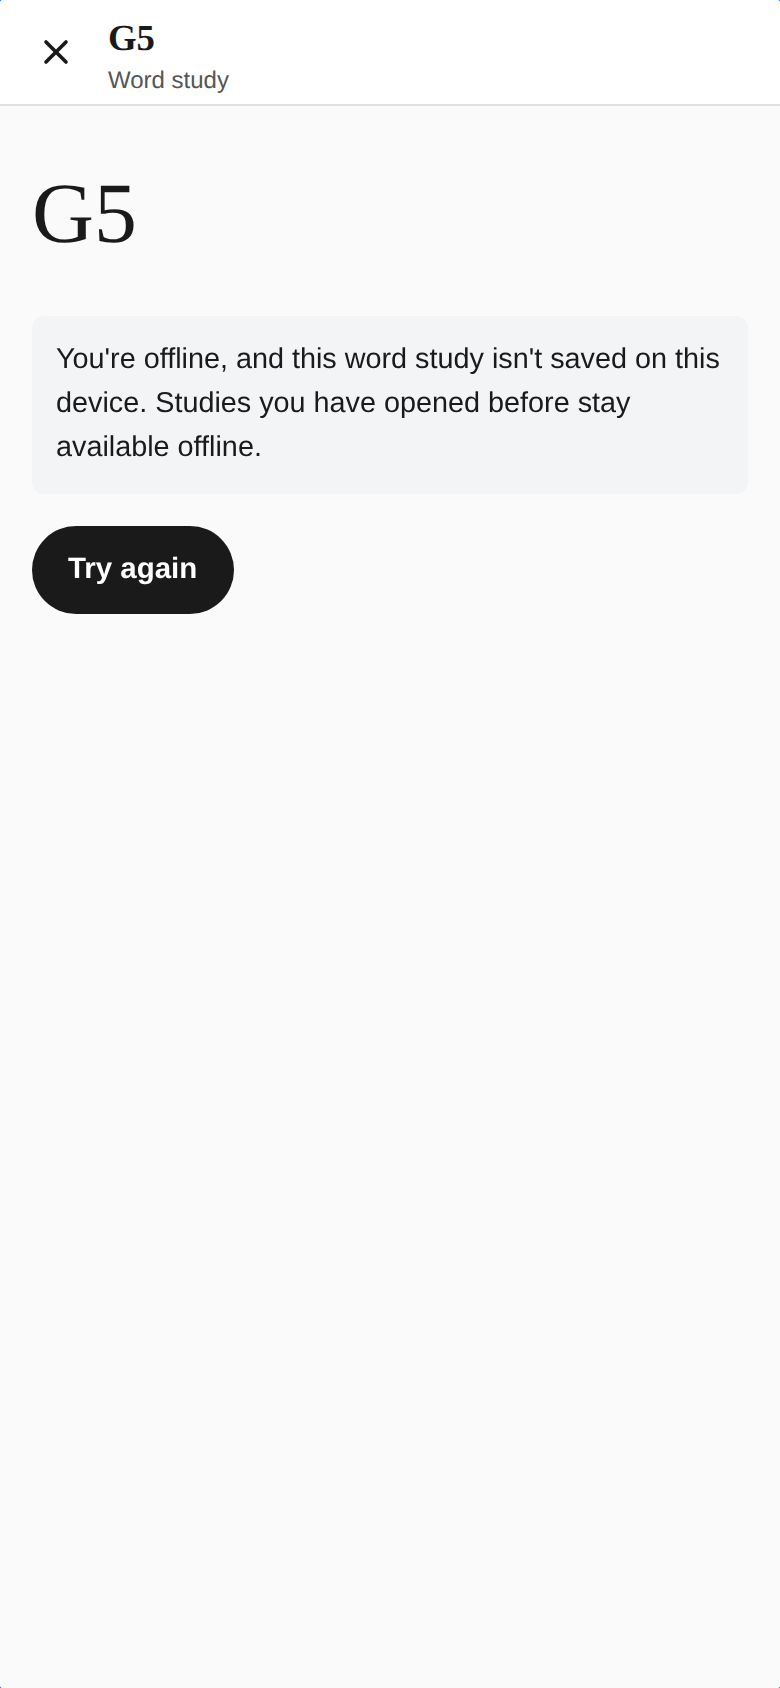 G5
Word study
G5
You're offline, and this word study isn't saved on this
device. Studies you have opened before stay
available offline.
Try again